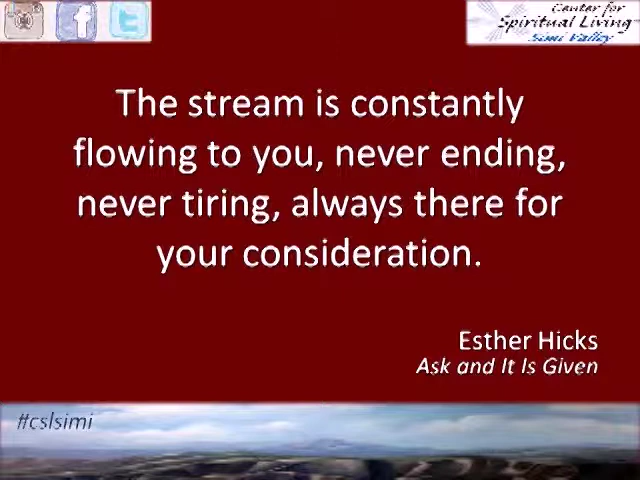 Center for
Spiritual Living
Simi Valley
The stream is constantly
flowing to you, never ending,
never tiring, always there for
your consideration.
Esther Hicks
Ask and It Is Given
#cslsimi